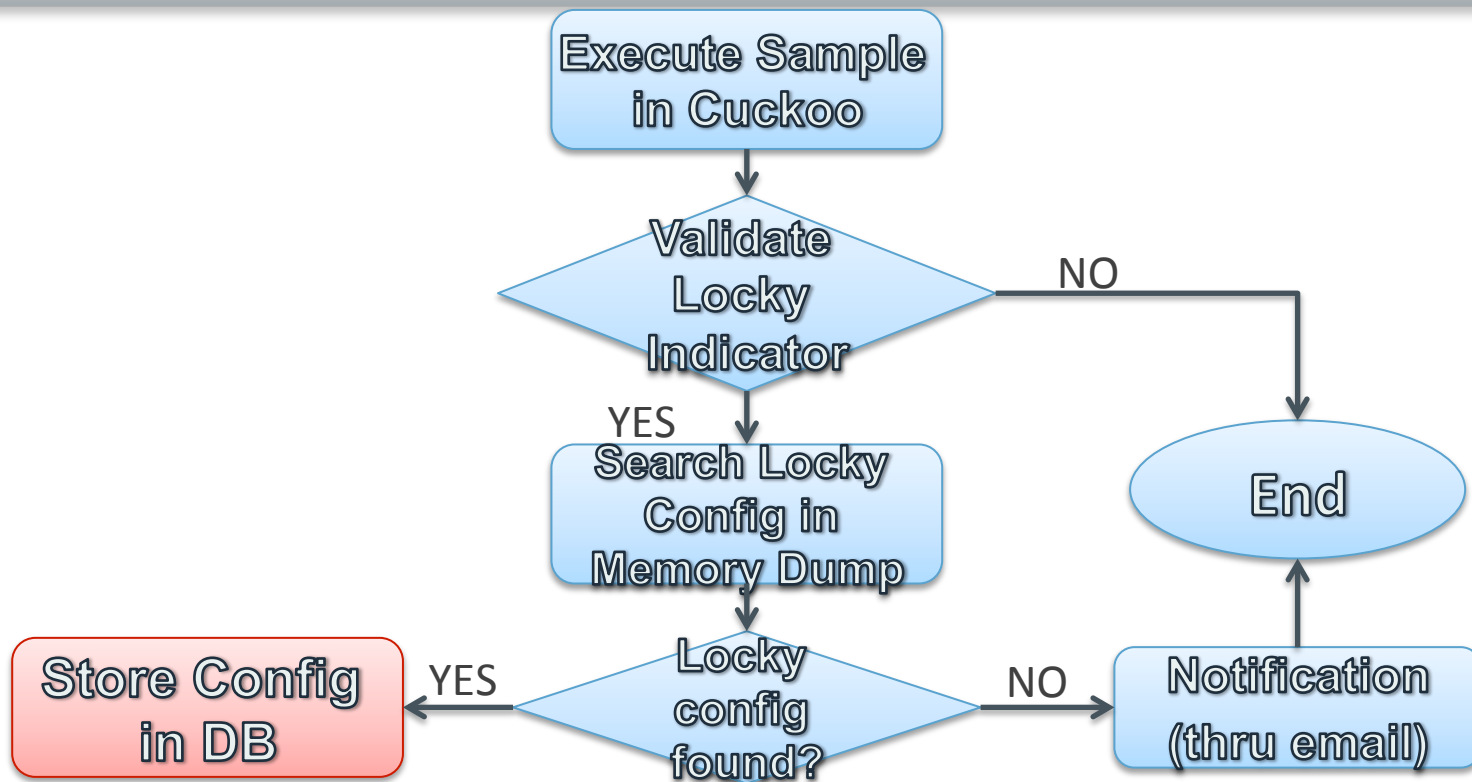 Execute Sample
in Cuckoo
Validate
Locky
Indicator
NO
YES
Search Locky
Config in
Memory Dump
End
Locky
config
found?
YES
Store Config
in DB
NO
Notification
(thru email)